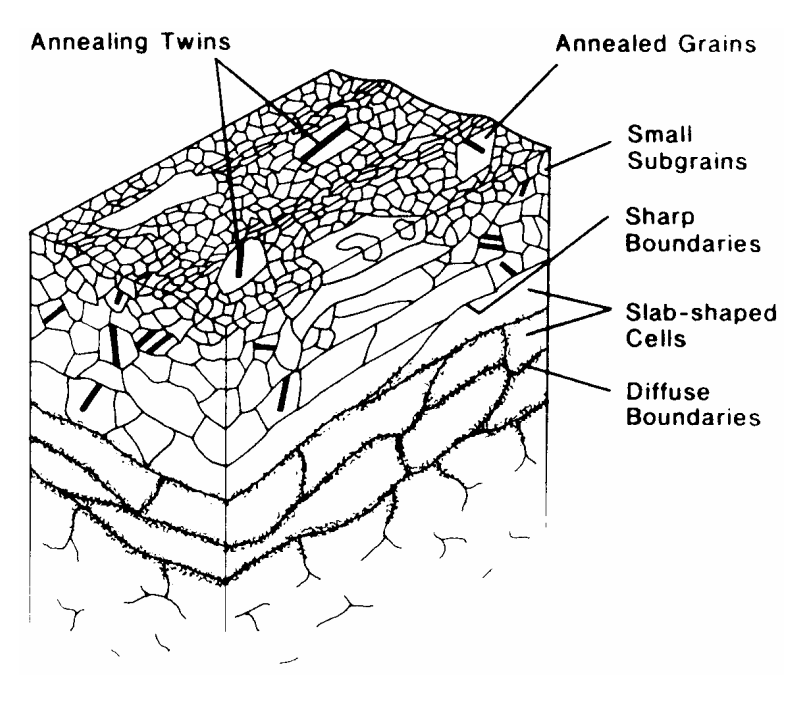 Annealing Twins
Annealed Grains
Small
Subgrains
Sharp
Boundaries
Slab-shaped
Cells
Diffuse
Boundaries